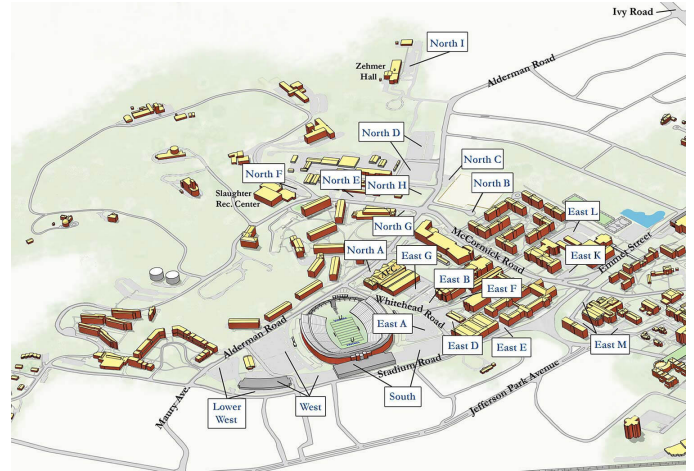 Ivy Road
North I
Zehmer
Hall
Alderman Road
North D
North C
North F
North E
North H
North B
Slaughter
Rec. Center
East L
North G
McCormick Road
Emmet Street
North A
East G
East K
AFC
East B
East F
Whitehead Road
East A
Alderman Road
East D
East E
East M
Stadium Road
Jefferson Park Avenue
Maury Ave.
Lower
West
West
South